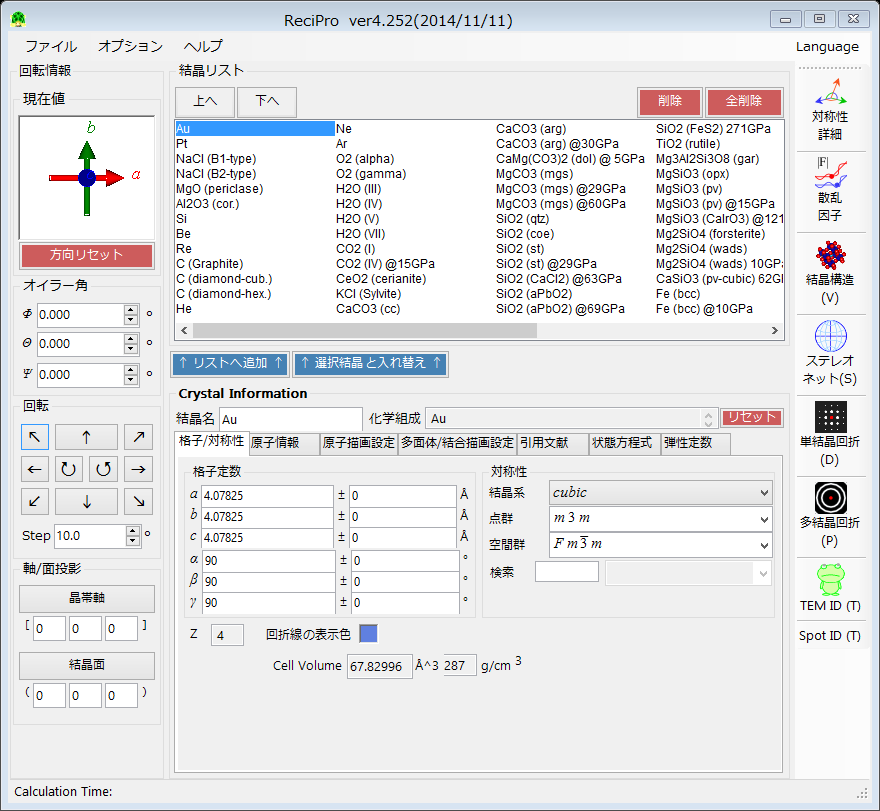 ReciPro ver4.252(2014/11/11)
ファイル オプション ヘルプ
Language
回転情報
現在値
b
a
方向リセット
オイラー角
Φ 0.000 °
Θ 0.000 °
Ψ 0.000 °
回転
↖ ↑ ↗
← ↻ ↺ →
↙ ↓ ↘
Step 10.0 °
軸/面投影
晶帯軸
[ 0 0 0 ]
結晶面
( 0 0 0 )
結晶リスト
上へ 下へ 削除 全削除
Au Ne CaCO3 (arg) SiO2 (FeS2) 271GPa
Pt Ar CaCO3 (arg) @30GPa TiO2 (rutile)
NaCl (B1-type) O2 (alpha) CaMg(CO3)2 (dol) @ 5GPa Mg3Al2Si3O8 (gar)
NaCl (B2-type) O2 (gamma) MgCO3 (mgs) MgSiO3 (opx)
MgO (periclase) H2O (III) MgCO3 (mgs) @29GPa MgSiO3 (pv)
Al2O3 (cor.) H2O (IV) MgCO3 (mgs) @60GPa MgSiO3 (pv) @15GPa
Si H2O (V) SiO2 (qtz) MgSiO3 (CaIrO3) @121
Be H2O (VII) SiO2 (coe) Mg2SiO4 (forsterite)
Re CO2 (I) SiO2 (st) Mg2SiO4 (wads)
C (Graphite) CO2 (IV) @15GPa SiO2 (st) @29GPa Mg2SiO4 (wads) 10GPa
C (diamond-cub.) CeO2 (cerianite) SiO2 (CaCl2) @63GPa CaSiO3 (pv-cubic) 62G
C (diamond-hex.) KCl (Sylvite) SiO2 (aPbO2) Fe (bcc)
He CaCO3 (cc) SiO2 (aPbO2) @69GPa Fe (bcc) @10GPa
↑ リストへ追加 ↑ ↑ 選択結晶 と入れ替え ↑
Crystal Information
結晶名 Au 化学組成 Au リセット
格子/対称性 原子情報 原子描画設定 多面体/結合描画設定 引用文献 状態方程式 弾性定数
格子定数
a 4.07825 ± 0 Å
b 4.07825 ± 0 Å
c 4.07825 ± 0 Å
α 90 ± 0 °
β 90 ± 0 °
γ 90 ± 0 °
対称性
結晶系 cubic
点群 m 3 m
空間群 F m3̅ m
検索
Z 4 回折線の表示色
Cell Volume 67.82996 Å^3 287 g/cm 3
対称性
詳細
|F|
散乱
因子
結晶構造
(V)
ステレオ
ネット(S)
単結晶回折
(D)
多結晶回折
(P)
TEM ID (T)
Spot ID (T)
Calculation Time: